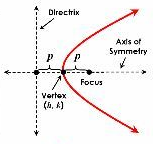 Directrix
p
p
Axis of
Symmetry
Focus
Vertex
(h, k)